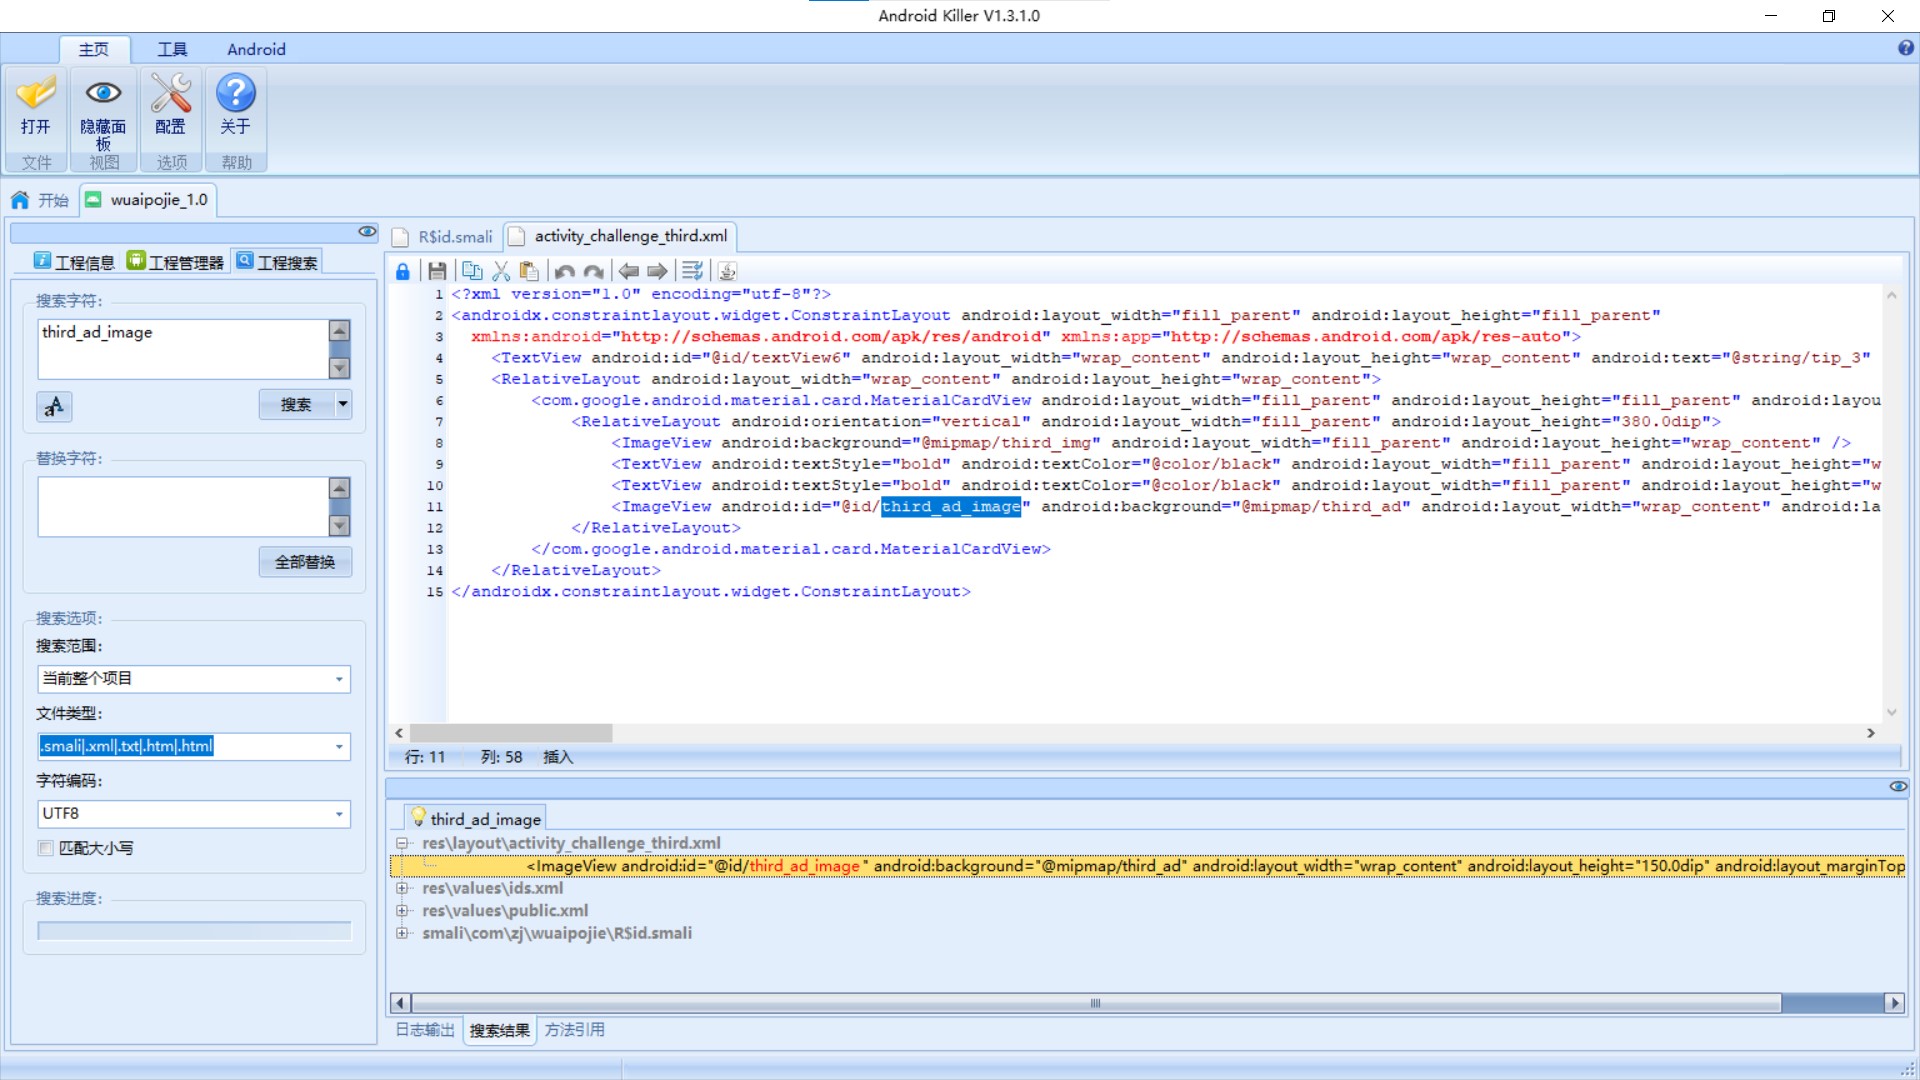 Android Killer V1.3.1.0
主页 工具 Android
打开 隐藏面板 配置 关于
文件 视图 选项 帮助
开始 wuaipojie_1.0
工程信息 工程管理器 工程搜索
搜索字符:
third_ad_image
搜索
替换字符:
全部替换
搜索选项:
搜索范围:
当前整个项目
文件类型:
.smali|.xml|.txt|.htm|.html
字符编码:
UTF8
匹配大小写
搜索进度:
R$id.smali activity_challenge_third.xml
1 <?xml version="1.0" encoding="utf-8"?>
2 <androidx.constraintlayout.widget.ConstraintLayout android:layout_width="fill_parent" android:layout_height="fill_parent"
3 xmlns:android="http://schemas.android.com/apk/res/android" xmlns:app="http://schemas.android.com/apk/res-auto">
4 <TextView android:id="@id/textView6" android:layout_width="wrap_content" android:layout_height="wrap_content" android:text="@string/tip_3"
5 <RelativeLayout android:layout_width="wrap_content" android:layout_height="wrap_content">
6 <com.google.android.material.card.MaterialCardView android:layout_width="fill_parent" android:layout_height="fill_parent" android:layou
7 <RelativeLayout android:orientation="vertical" android:layout_width="fill_parent" android:layout_height="380.0dip">
8 <ImageView android:background="@mipmap/third_img" android:layout_width="fill_parent" android:layout_height="wrap_content" />
9 <TextView android:textStyle="bold" android:textColor="@color/black" android:layout_width="fill_parent" android:layout_height="w
10 <TextView android:textStyle="bold" android:textColor="@color/black" android:layout_width="fill_parent" android:layout_height="w
11 <ImageView android:id="@id/third_ad_image" android:background="@mipmap/third_ad" android:layout_width="wrap_content" android:la
12 </RelativeLayout>
13 </com.google.android.material.card.MaterialCardView>
14 </RelativeLayout>
15 </androidx.constraintlayout.widget.ConstraintLayout>
行: 11 列: 58 插入
third_ad_image
res\layout\activity_challenge_third.xml
<ImageView android:id="@id/third_ad_image" android:background="@mipmap/third_ad" android:layout_width="wrap_content" android:layout_height="150.0dip" android:layout_marginTop
res\values\ids.xml
res\values\public.xml
smali\com\zj\wuaipojie\R$id.smali
日志输出 搜索结果 方法引用